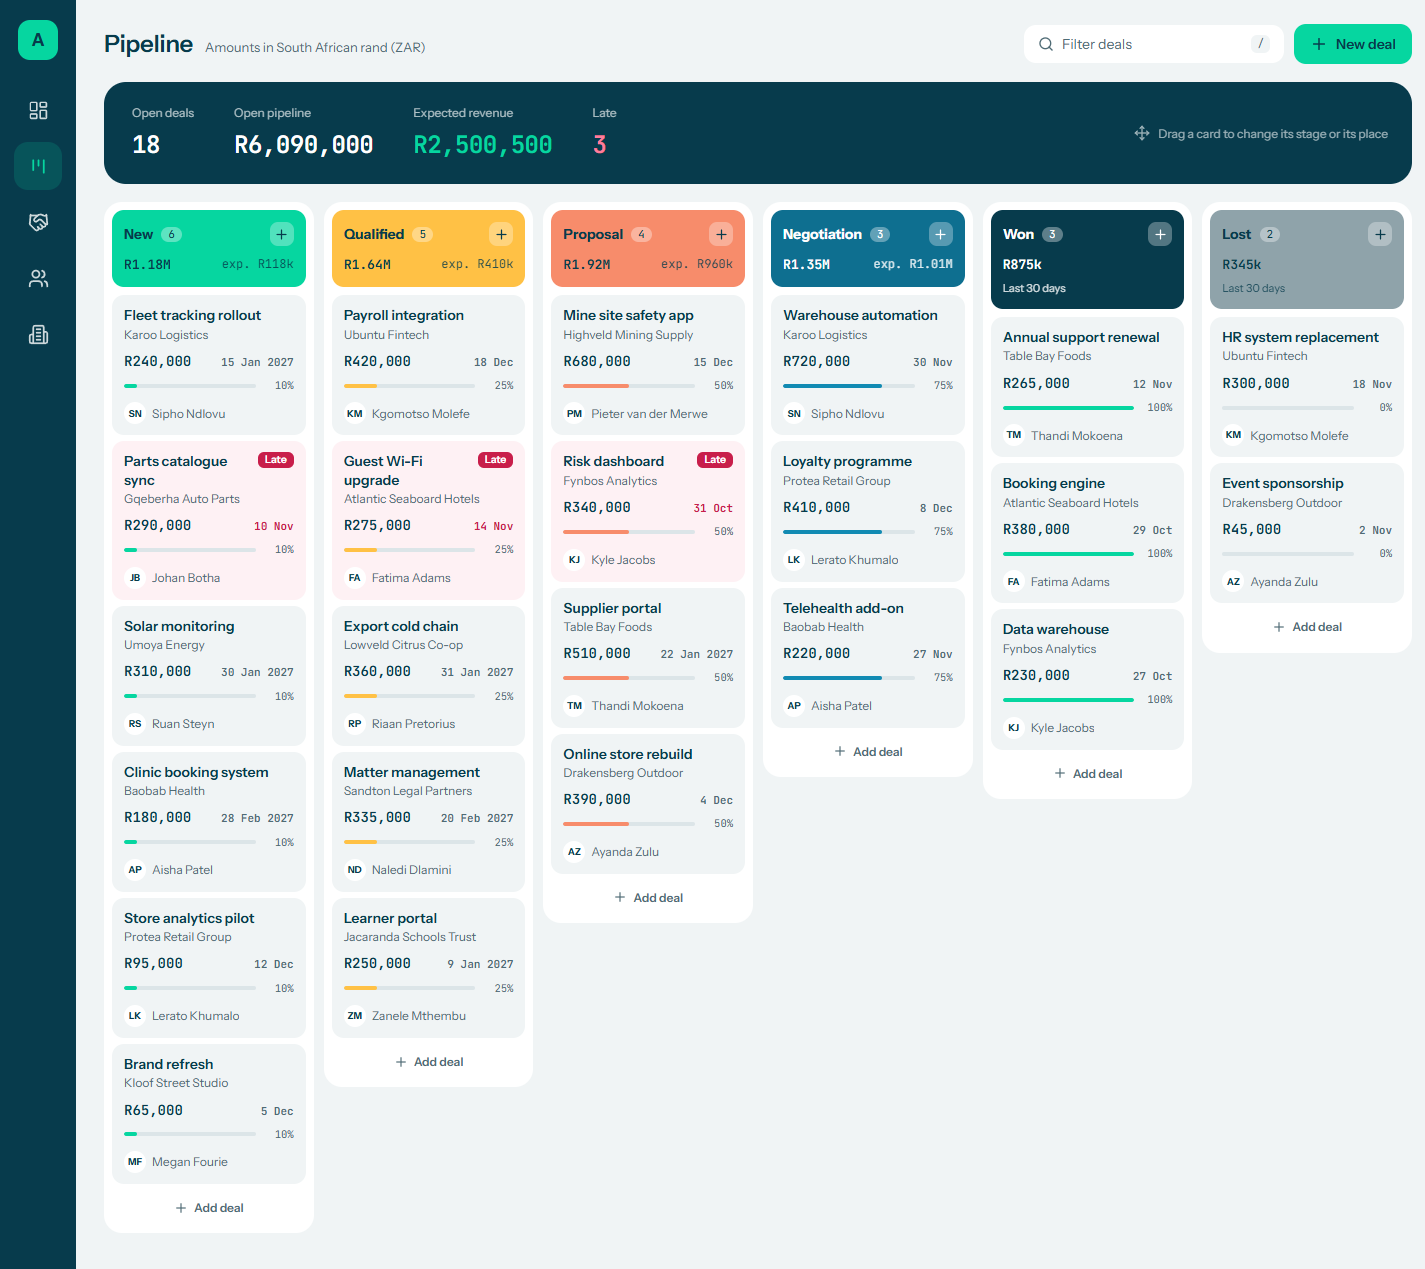 A
Pipeline
Amounts in South African rand (ZAR)
Filter deals
/
New deal
Open deals
18
Open pipeline
R6,090,000
Expected revenue
R2,500,500
Late
3
Drag a card to change its stage or its place
New 6
R1.18M exp. R118k
Fleet tracking rollout
Karoo Logistics
R240,000 15 Jan 2027
10%
SN Sipho Ndlovu
Parts catalogue
sync
Late
Gqeberha Auto Parts
R290,000 10 Nov
10%
JB Johan Botha
Solar monitoring
Umoya Energy
R310,000 30 Jan 2027
10%
RS Ruan Steyn
Clinic booking system
Baobab Health
R180,000 28 Feb 2027
10%
AP Aisha Patel
Store analytics pilot
Protea Retail Group
R95,000 12 Dec
10%
LK Lerato Khumalo
Brand refresh
Kloof Street Studio
R65,000 5 Dec
10%
MF Megan Fourie
Add deal
Qualified 5
R1.64M exp. R410k
Payroll integration
Ubuntu Fintech
R420,000 18 Dec
25%
KM Kgomotso Molefe
Guest Wi-Fi
upgrade
Late
Atlantic Seaboard Hotels
R275,000 14 Nov
25%
FA Fatima Adams
Export cold chain
Lowveld Citrus Co-op
R360,000 31 Jan 2027
25%
RP Riaan Pretorius
Matter management
Sandton Legal Partners
R335,000 20 Feb 2027
25%
ND Naledi Dlamini
Learner portal
Jacaranda Schools Trust
R250,000 9 Jan 2027
25%
ZM Zanele Mthembu
Add deal
Proposal 4
R1.92M exp. R960k
Mine site safety app
Highveld Mining Supply
R680,000 15 Dec
50%
PM Pieter van der Merwe
Risk dashboard
Late
Fynbos Analytics
R340,000 31 Oct
50%
KJ Kyle Jacobs
Supplier portal
Table Bay Foods
R510,000 22 Jan 2027
50%
TM Thandi Mokoena
Online store rebuild
Drakensberg Outdoor
R390,000 4 Dec
50%
AZ Ayanda Zulu
Add deal
Negotiation 3
R1.35M exp. R1.01M
Warehouse automation
Karoo Logistics
R720,000 30 Nov
75%
SN Sipho Ndlovu
Loyalty programme
Protea Retail Group
R410,000 8 Dec
75%
LK Lerato Khumalo
Telehealth add-on
Baobab Health
R220,000 27 Nov
75%
AP Aisha Patel
Add deal
Won 3
R875k
Last 30 days
Annual support renewal
Table Bay Foods
R265,000 12 Nov
100%
TM Thandi Mokoena
Booking engine
Atlantic Seaboard Hotels
R380,000 29 Oct
100%
FA Fatima Adams
Data warehouse
Fynbos Analytics
R230,000 27 Oct
100%
KJ Kyle Jacobs
Add deal
Lost 2
R345k
Last 30 days
HR system replacement
Ubuntu Fintech
R300,000 18 Nov
0%
KM Kgomotso Molefe
Event sponsorship
Drakensberg Outdoor
R45,000 2 Nov
0%
AZ Ayanda Zulu
Add deal